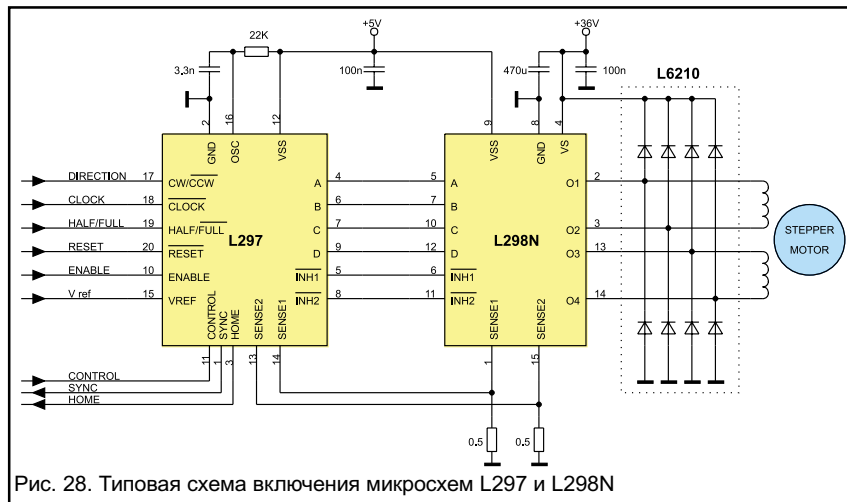 +5V
+36V
22K
3,3n
100n
470u
100n
L6210
2
16
12
9
8
4
GND
OSC
VSS
VSS
GND
VS
DIRECTION
17
CW/CCW
A
4
5
A
O1
2
CLOCK
18
CLOCK
B
6
7
B
HALF/FULL
19
HALF/FULL
C
7
10
C
O2
3
RESET
20
RESET
L297
D
9
12
D
L298N
O3
13
STEPPER
MOTOR
ENABLE
10
ENABLE
INH1
5
6
INH1
V ref
15
VREF
INH2
8
11
INH2
O4
14
CONTROL
SYNC
HOME
SENSE2
SENSE1
SENSE1
SENSE2
11
1
3
13
14
1
15
CONTROL
SYNC
HOME
0.5
0.5
Рис. 28. Типовая схема включения микросхем L297 и L298N